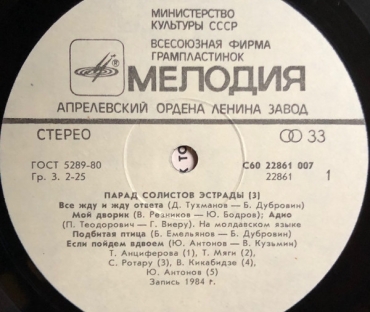 МИНИСТЕРСТВО
КУЛЬТУРЫ СССР
ВСЕСОЮЗНАЯ ФИРМА
ГРАМПЛАСТИНОК
МЕЛОДИЯ
АПРЕЛЕВСКИЙ ОРДЕНА ЛЕНИНА ЗАВОД
СТЕРЕО
33
ГОСТ 5289-80
Гр. 3. 2-25
С60 22861 007
22861
1
ПАРАД СОЛИСТОВ ЭСТРАДЫ (3)
Все жду и жду ответа (Д. Тухманов — Б. Дубровин)
Мой дворик (В. Резников — Ю. Бодров); Адио
(П. Теодорович — Г. Виеру). На молдавском языке
Подбитая птица (Б. Емельянов — Б. Дубровин)
Если пойдем вдвоем (Ю. Антонов — В. Кузьмин)
Т. Анциферова (1), Т. Мяги (2),
С. Ротару (3), В. Кикабидзе (4),
Ю. Антонов (5)
Запись 1984 г.